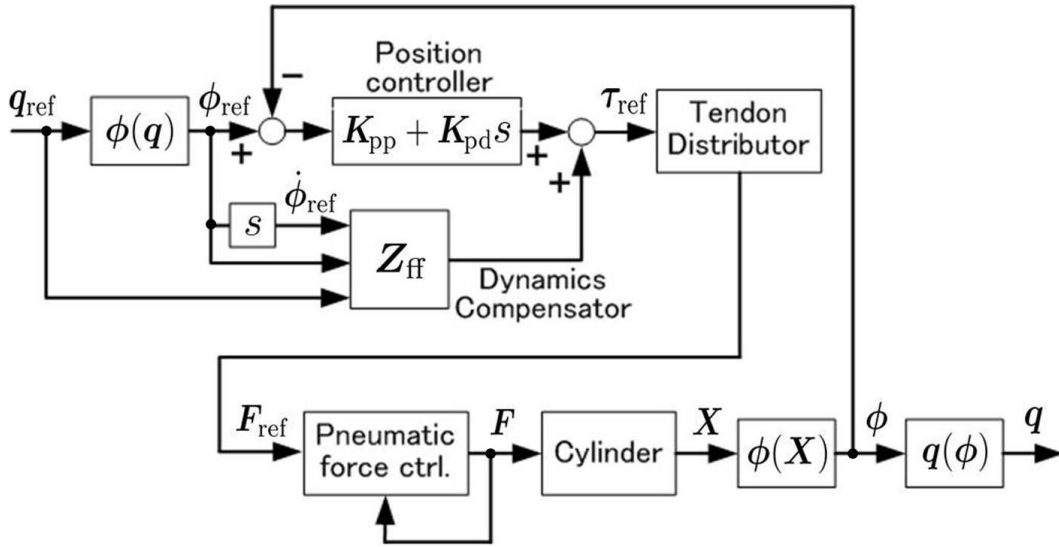 Position
controller
−
q_ref
ϕ(q)
ϕ_ref
+
K_pp + K_pd s
+
+
τ_ref
Tendon
Distributor
s
ϕ̇_ref
Z_ff
Dynamics
Compensator
F_ref
Pneumatic
force ctrl.
F
Cylinder
X
ϕ(X)
ϕ
q(ϕ)
q